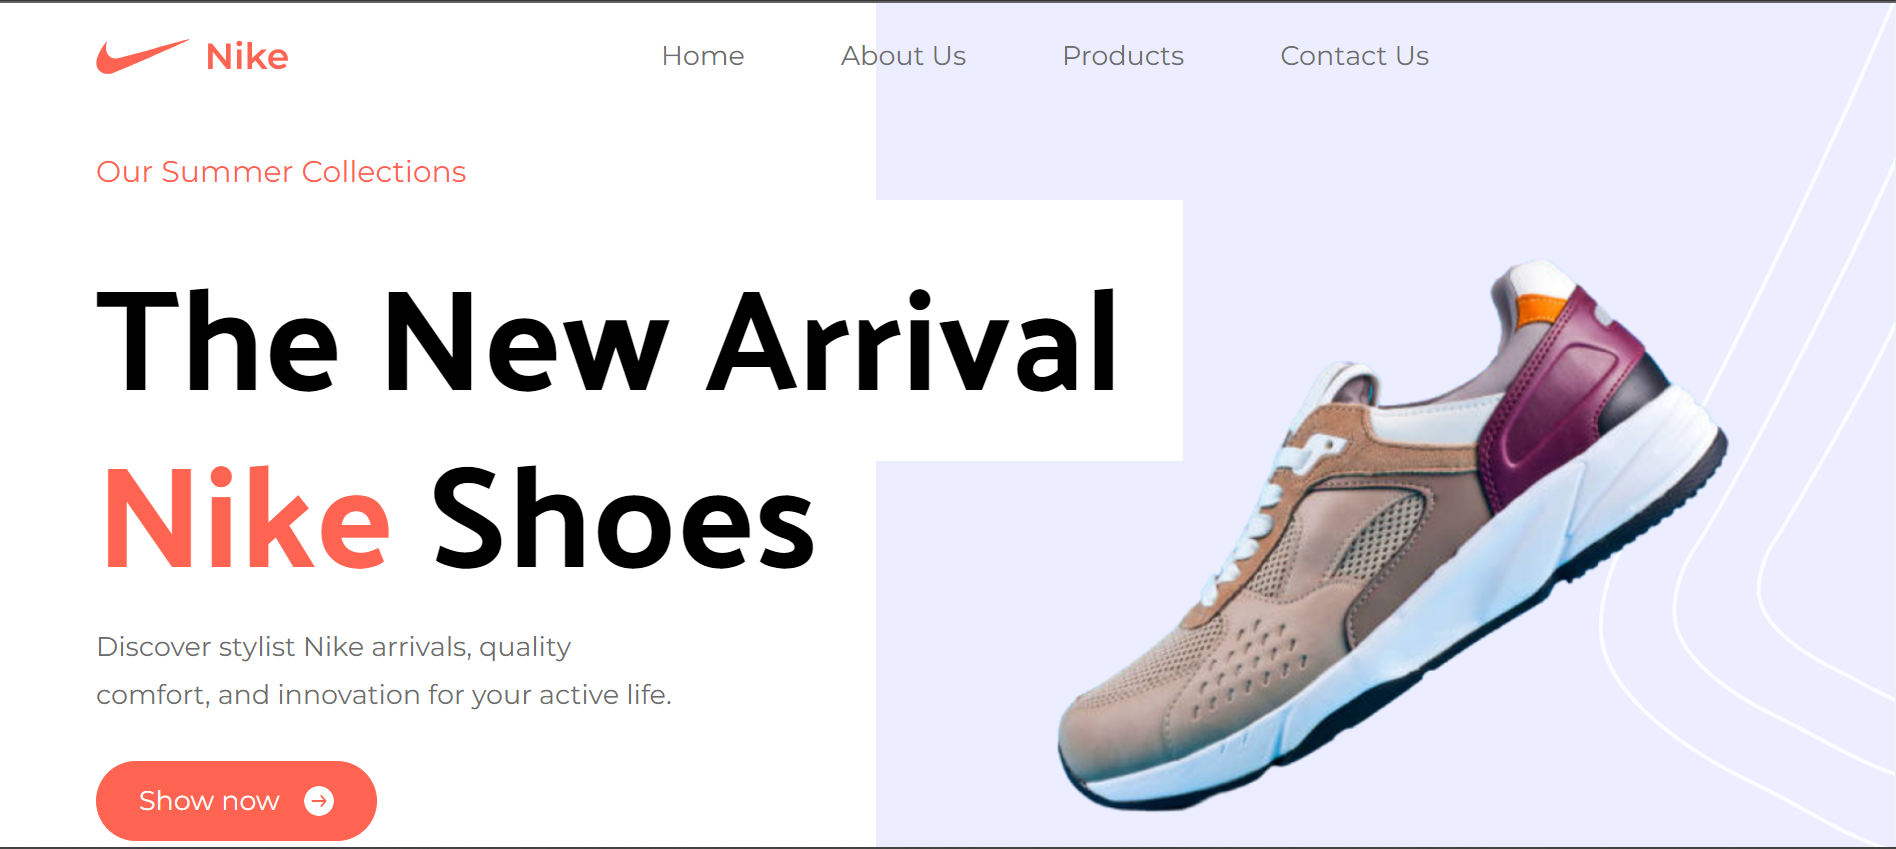 Nike
Home About Us Products Contact Us
Our Summer Collections
The New Arrival
Nike Shoes
Discover stylist Nike arrivals, quality
comfort, and innovation for your active life.
Show now